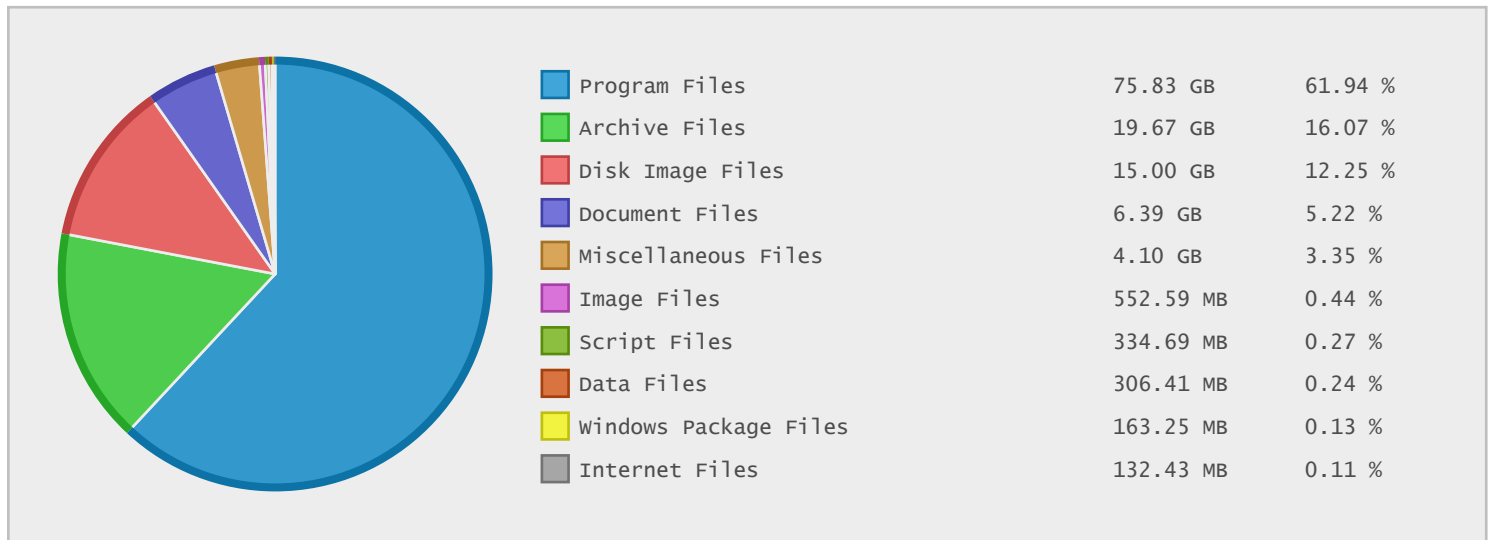 Program Files 75.83 GB 61.94 %
Archive Files 19.67 GB 16.07 %
Disk Image Files 15.00 GB 12.25 %
Document Files 6.39 GB 5.22 %
Miscellaneous Files 4.10 GB 3.35 %
Image Files 552.59 MB 0.44 %
Script Files 334.69 MB 0.27 %
Data Files 306.41 MB 0.24 %
Windows Package Files 163.25 MB 0.13 %
Internet Files 132.43 MB 0.11 %